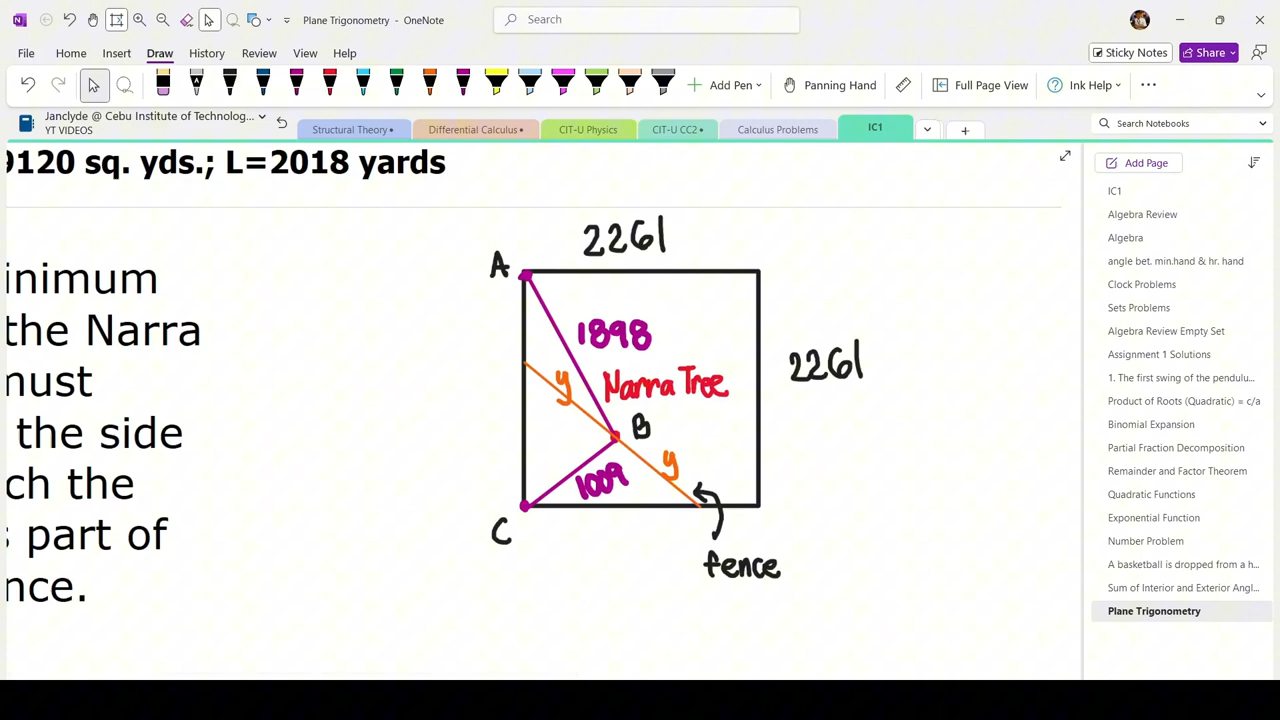 Plane Trigonometry - OneNote
Search
File Home Insert Draw History Review View Help
Sticky Notes
Share
Add Pen
Panning Hand
Full Page View
Ink Help
Janclyde @ Cebu Institute of Technolog...
YT VIDEOS
Structural Theory
Differential Calculus
CIT-U Physics
CIT-U CC2
Calculus Problems
IC1
Search Notebooks
9120 sq. yds.; L=2018 yards
Add Page
IC1
Algebra Review
Algebra
angle bet. min.hand & hr. hand
Clock Problems
Sets Problems
Algebra Review Empty Set
Assignment 1 Solutions
1. The first swing of the pendulu...
Product of Roots (Quadratic) = c/a
Binomial Expansion
Partial Fraction Decomposition
Remainder and Factor Theorem
Quadratic Functions
Exponential Function
Number Problem
A basketball is dropped from a h...
Sum of Interior and Exterior Angl...
Plane Trigonometry
inimum
the Narra
must
the side
ch the
s part of
nce.
2261
A
1898
2261
y
Narra Tree
B
y
1009
C
fence